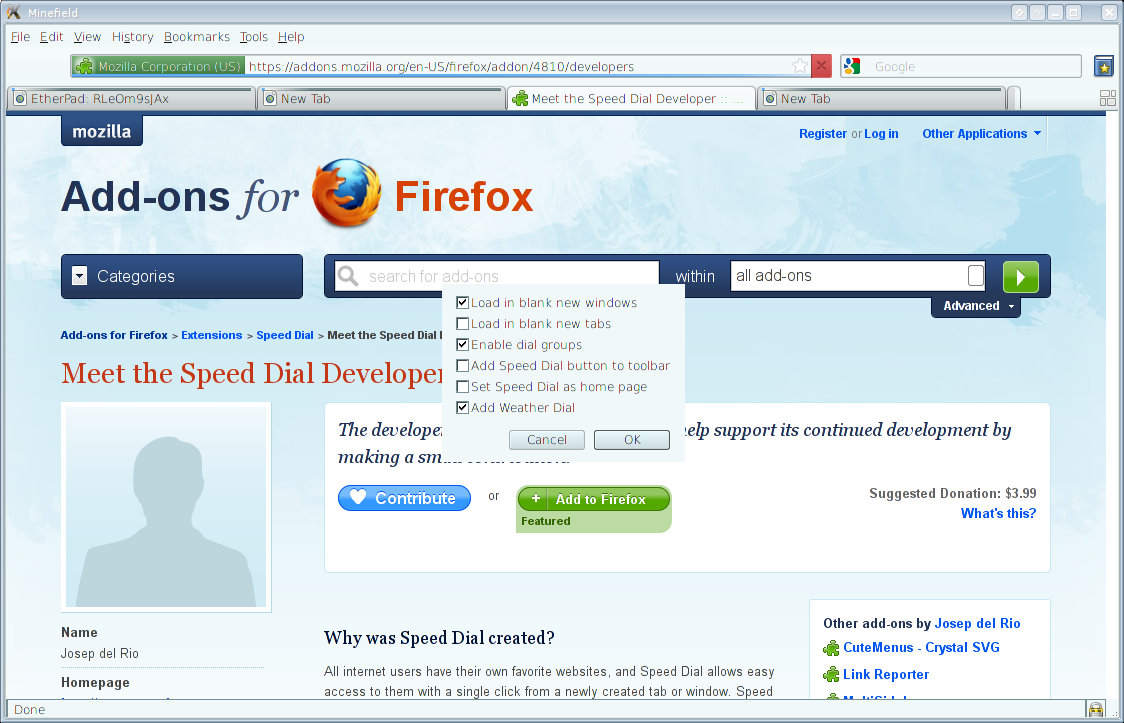 Minefield
File Edit View History Bookmarks Tools Help
Mozilla Corporation (US) https://addons.mozilla.org/en-US/firefox/addon/4810/developers
Google
EtherPad: RLeOm9sJAx
New Tab
Meet the Speed Dial Developer :: ...
New Tab
mozilla
Register or Log in
Other Applications
Add-ons for Firefox
Categories
search for add-ons
within
all add-ons
Advanced
Load in blank new windows
Load in blank new tabs
Enable dial groups
Add Speed Dial button to toolbar
Set Speed Dial as home page
Add Weather Dial
Cancel
OK
Add-ons for Firefox > Extensions > Speed Dial > Meet the Speed Dial
Meet the Speed Dial Developer
The developer
help support its continued development by
making a
Contribute
or
+ Add to Firefox
Featured
Suggested Donation: $3.99
What's this?
Name
Josep del Rio
Homepage
Why was Speed Dial created?
All internet users have their own favorite websites, and Speed Dial allows easy
access to them with a single click from a newly created tab or window. Speed
Other add-ons by Josep del Rio
CuteMenus - Crystal SVG
Link Reporter
Done